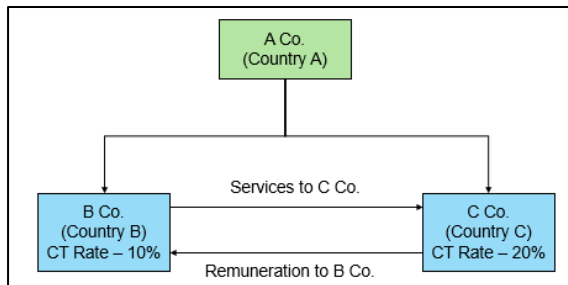 A Co.
(Country A)
Services to C Co.
B Co.
(Country B)
CT Rate – 10%
C Co.
(Country C)
CT Rate – 20%
Remuneration to B Co.